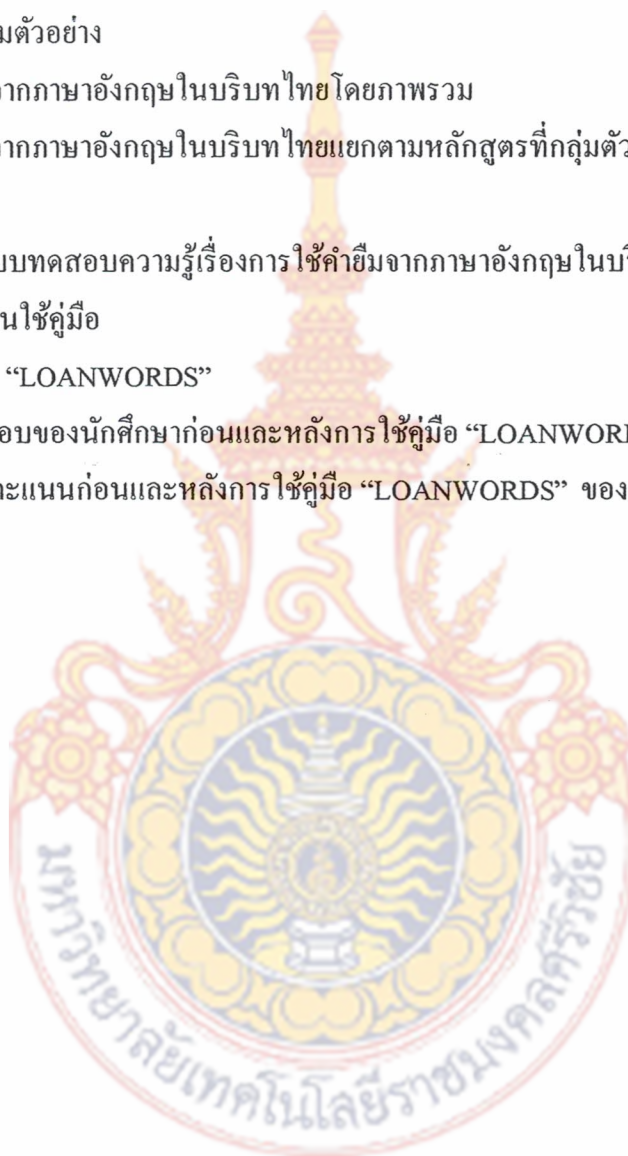 มตัวอย่าง
จากภาษาอังกฤษในบริบทไทยโดยภาพรวม
จากภาษาอังกฤษในบริบทไทยแยกตามหลักสูตรที่กลุ่มตัว
บบทดสอบความรู้เรื่องการใช้คำยืมจากภาษาอังกฤษในบริ
นใช้คู่มือ
“LOANWORDS”
อบของนักศึกษาก่อนและหลังการใช้คู่มือ “LOANWORD
ะแนนก่อนและหลังการใช้คู่มือ “LOANWORDS” ของ
มหาวิทยาลัยเทคโนโลยีราชมงคลศรีวิชัย